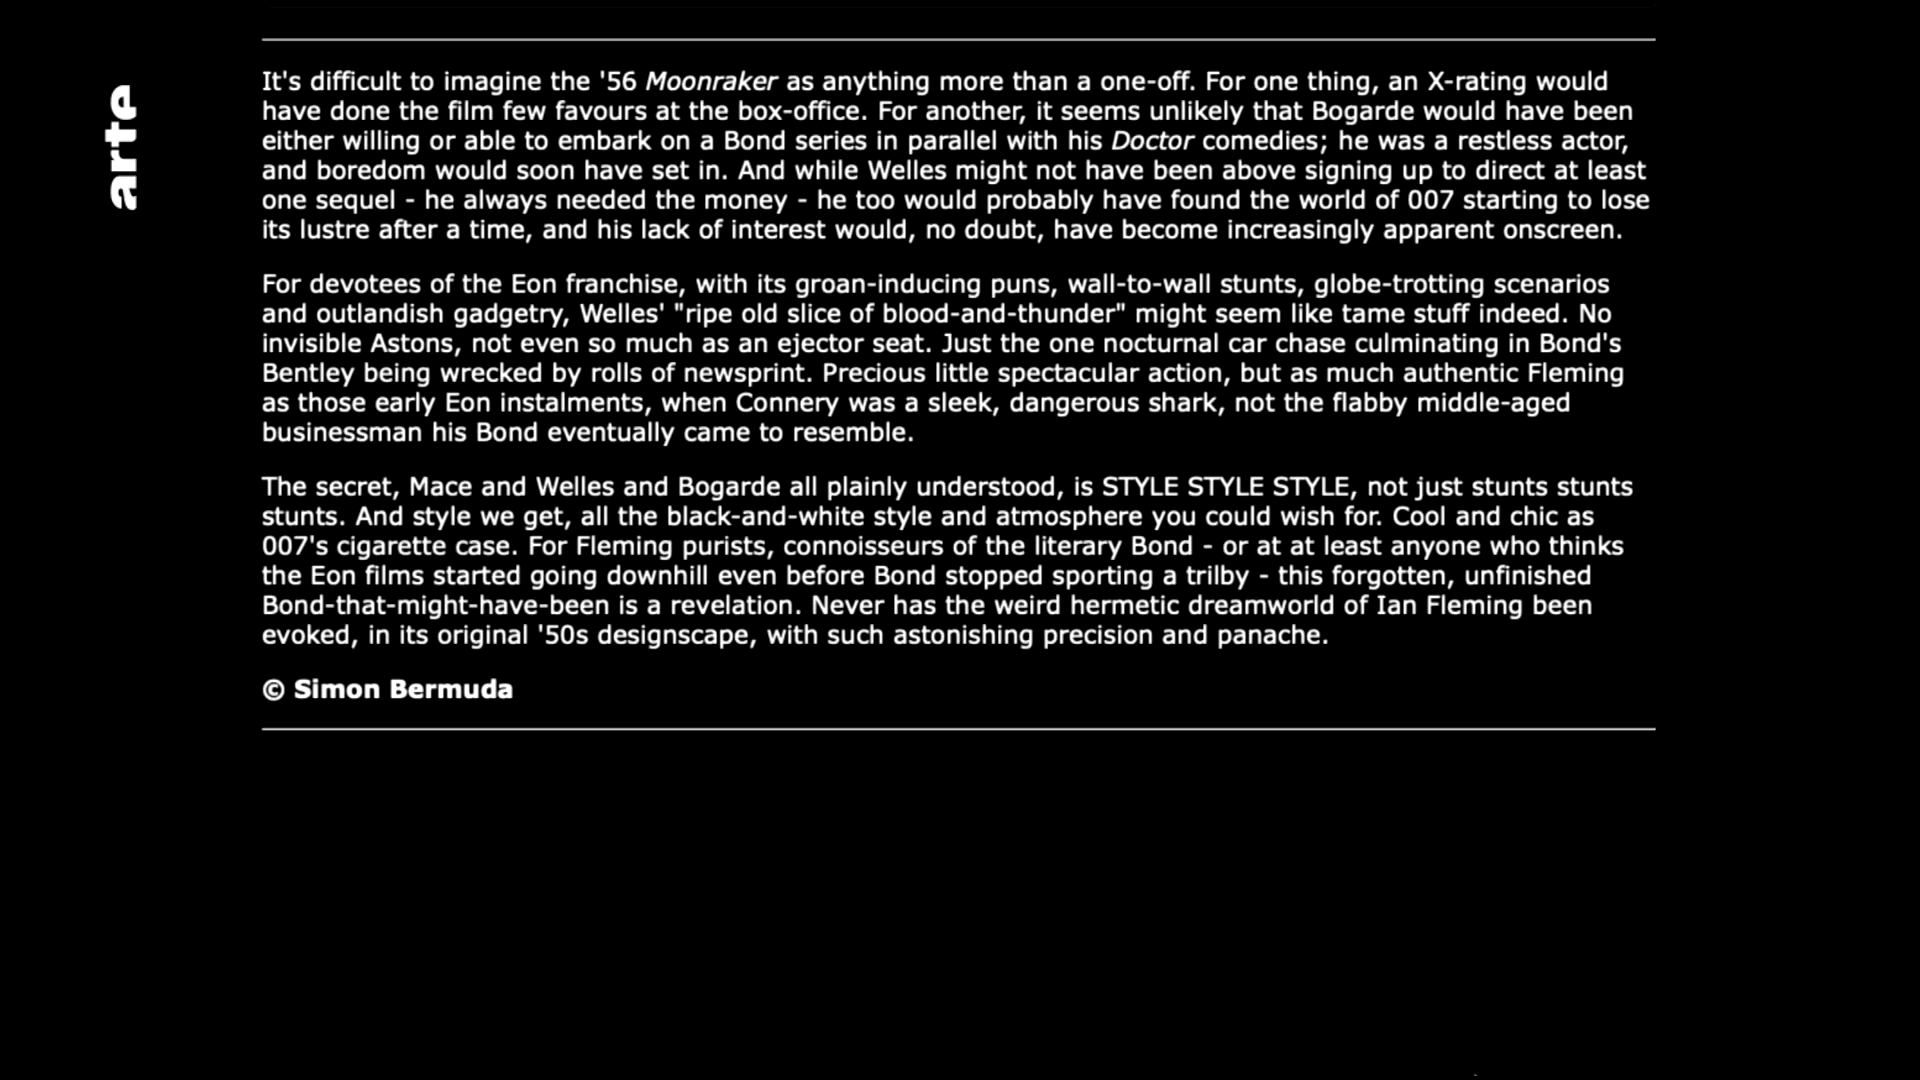 arte
It's difficult to imagine the '56 Moonraker as anything more than a one-off. For one thing, an X-rating would
have done the film few favours at the box-office. For another, it seems unlikely that Bogarde would have been
either willing or able to embark on a Bond series in parallel with his Doctor comedies; he was a restless actor,
and boredom would soon have set in. And while Welles might not have been above signing up to direct at least
one sequel - he always needed the money - he too would probably have found the world of 007 starting to lose
its lustre after a time, and his lack of interest would, no doubt, have become increasingly apparent onscreen.
For devotees of the Eon franchise, with its groan-inducing puns, wall-to-wall stunts, globe-trotting scenarios
and outlandish gadgetry, Welles' "ripe old slice of blood-and-thunder" might seem like tame stuff indeed. No
invisible Astons, not even so much as an ejector seat. Just the one nocturnal car chase culminating in Bond's
Bentley being wrecked by rolls of newsprint. Precious little spectacular action, but as much authentic Fleming
as those early Eon instalments, when Connery was a sleek, dangerous shark, not the flabby middle-aged
businessman his Bond eventually came to resemble.
The secret, Mace and Welles and Bogarde all plainly understood, is STYLE STYLE STYLE, not just stunts stunts
stunts. And style we get, all the black-and-white style and atmosphere you could wish for. Cool and chic as
007's cigarette case. For Fleming purists, connoisseurs of the literary Bond - or at at least anyone who thinks
the Eon films started going downhill even before Bond stopped sporting a trilby - this forgotten, unfinished
Bond-that-might-have-been is a revelation. Never has the weird hermetic dreamworld of Ian Fleming been
evoked, in its original '50s designscape, with such astonishing precision and panache.
© Simon Bermuda